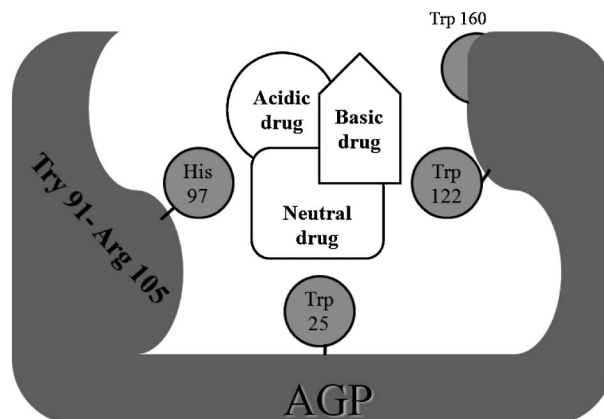 Trp 160
Acidic
drug
Basic
drug
His
97
Trp
122
Try 91- Arg 105
Neutral
drug
Trp
25
AGP